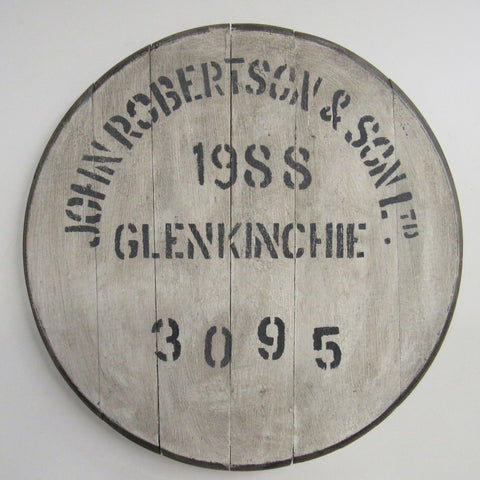 JOHN ROBERTSON & SON LTD.
1988
GLENKINCHIE
3095